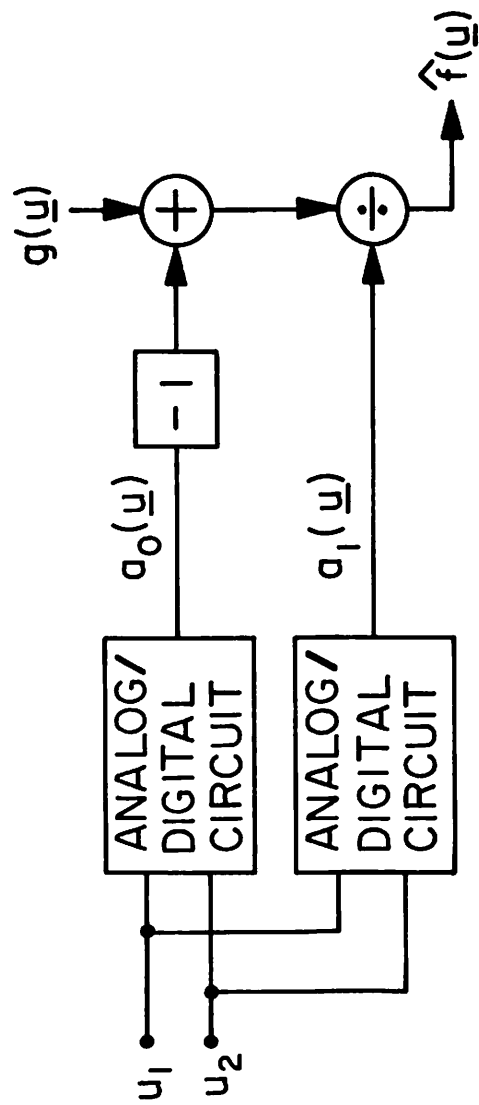 g(u)
u₁
u₂
ANALOG/
DIGITAL
CIRCUIT
a₀(u)
-1
+
ANALOG/
DIGITAL
CIRCUIT
a₁(u)
÷
f̂(u)